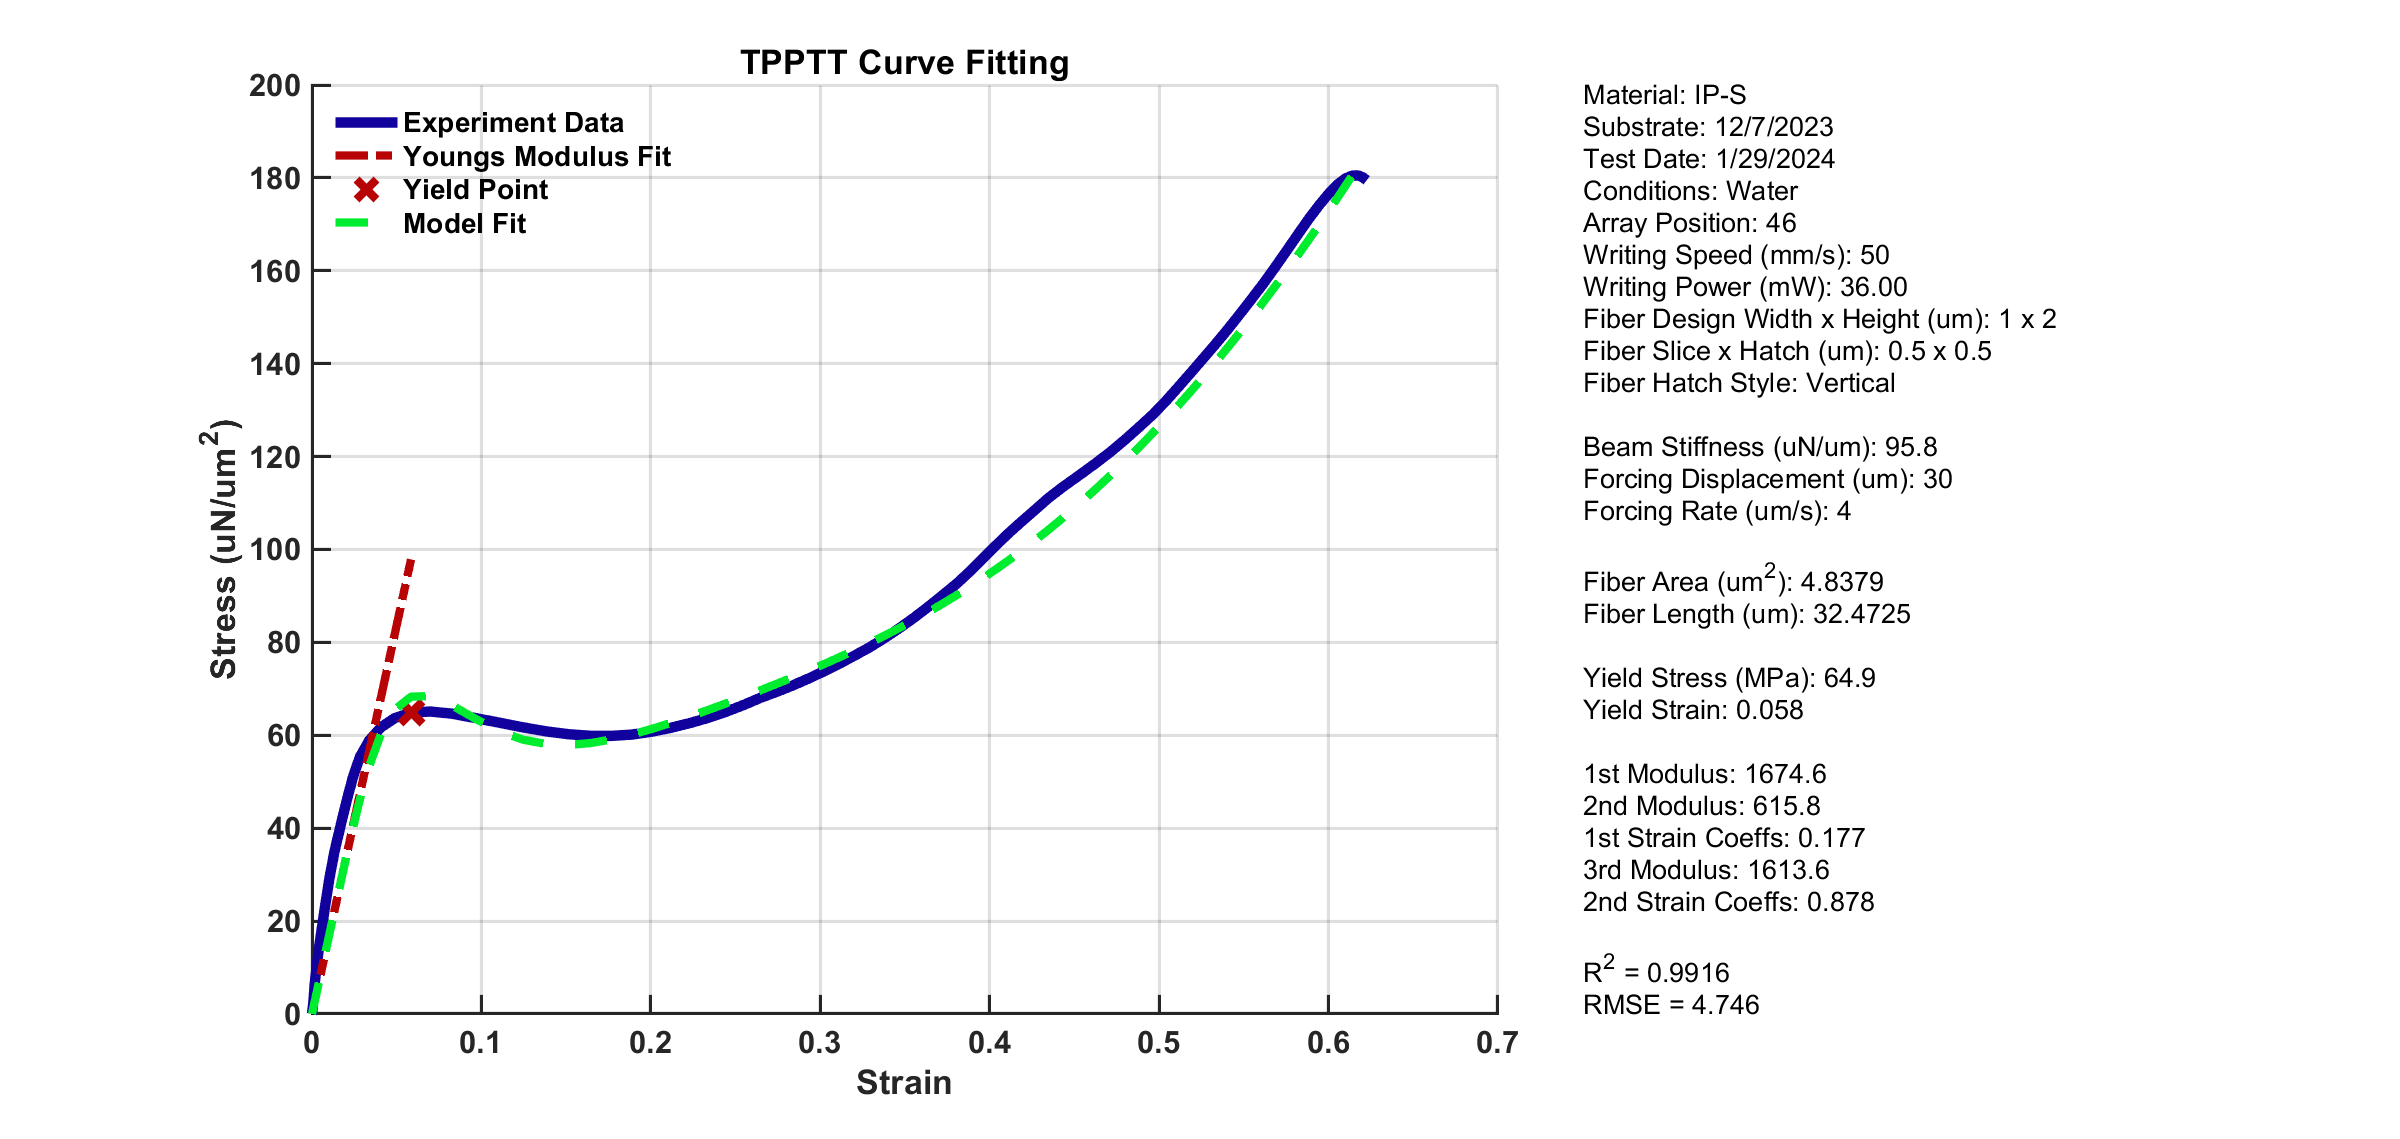 TPPTT Curve Fitting
200
180
160
140
120
100
80
60
40
20
0
Stress (uN/um²)
Experiment Data
Youngs Modulus Fit
Yield Point
Model Fit
0 0.1 0.2 0.3 0.4 0.5 0.6 0.7
Strain
Material: IP-S
Substrate: 12/7/2023
Test Date: 1/29/2024
Conditions: Water
Array Position: 46
Writing Speed (mm/s): 50
Writing Power (mW): 36.00
Fiber Design Width x Height (um): 1 x 2
Fiber Slice x Hatch (um): 0.5 x 0.5
Fiber Hatch Style: Vertical
Beam Stiffness (uN/um): 95.8
Forcing Displacement (um): 30
Forcing Rate (um/s): 4
Fiber Area (um²): 4.8379
Fiber Length (um): 32.4725
Yield Stress (MPa): 64.9
Yield Strain: 0.058
1st Modulus: 1674.6
2nd Modulus: 615.8
1st Strain Coeffs: 0.177
3rd Modulus: 1613.6
2nd Strain Coeffs: 0.878
R² = 0.9916
RMSE = 4.746